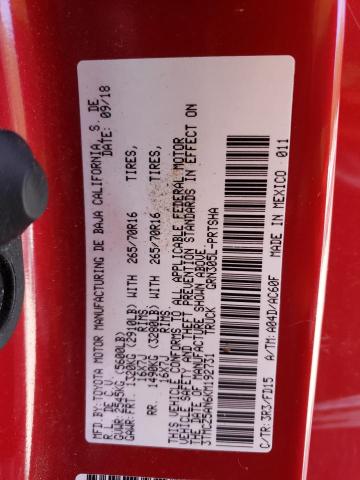 MFD.BY:TOYOTA MOTOR MANUFACTURING DE BAJA CALIFORNIA, S. DE
R.L. DE C.V. DATE: 09/18
GVWR: 2545KG (5600LB)
GAWR:FRT. 1320KG (2910LB) WITH 265/70R16 TIRES,
16X7J RIMS,
RR. 1490KG (3280LB) WITH 265/70R16 TIRES,
16X7J RIMS,
THIS VEHICLE CONFORMS TO ALL APPLICABLE FEDERAL MOTOR
VEHICLE SAFETY AND THEFT PREVENTION STANDARDS IN EFFECT ON
THE DATE OF MANUFACTURE SHOWN ABOVE.
3TMCZ5AN6KM192731 TRUCK GRN305L-PRTSHA
C/TR:3R3/FD15 A/TM:A04D/AC60F MADE IN MEXICO 011